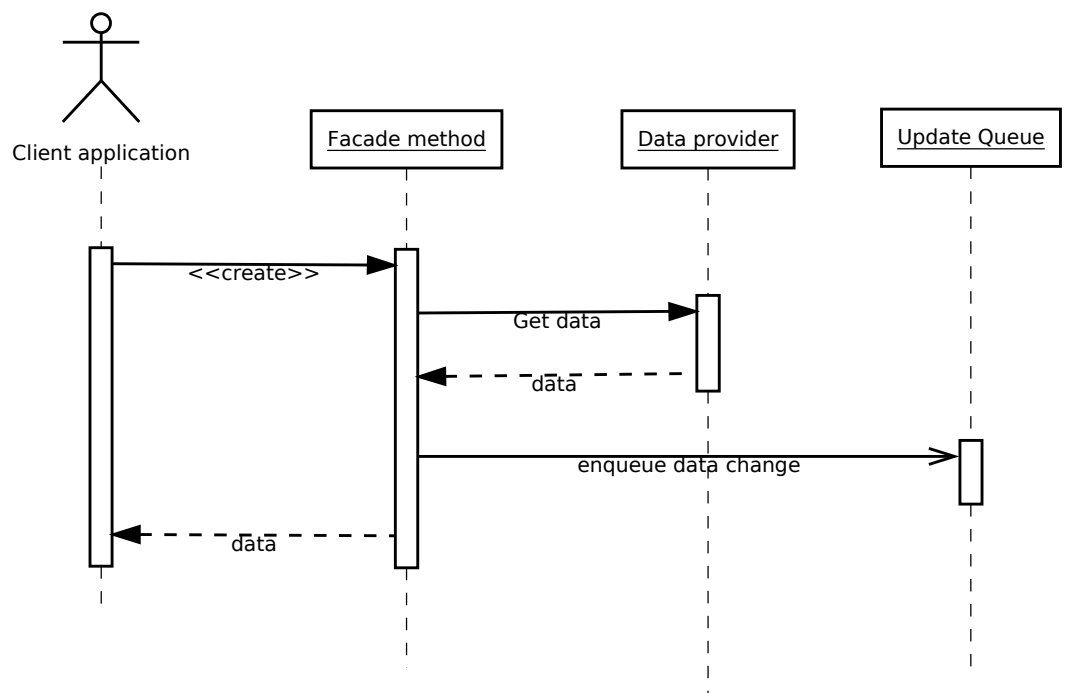 Client application
Facade method
Data provider
Update Queue
<<create>>
Get data
data
enqueue data change
data